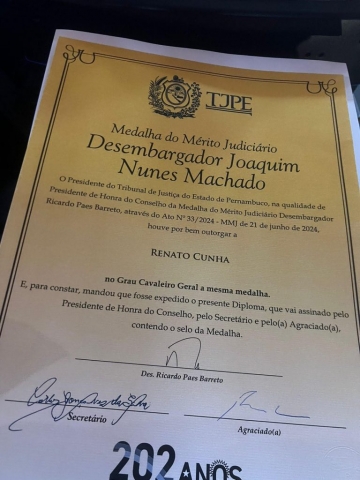 TJPE
Medalha do Mérito Judiciário
Desembargador Joaquim
Nunes Machado
O Presidente do Tribunal de Justiça do Estado de Pernambuco, na qualidade de
Presidente de Honra do Conselho da Medalha do Mérito Judiciário Desembargador
Ricardo Paes Barreto, através do Ato Nº 33/2024 - MMJ de 21 de junho de 2024,
houve por bem outorgar a
RENATO CUNHA
no Grau Cavaleiro Geral a mesma medalha.
E, para constar, mandou que fosse expedido o presente Diploma, que vai assinado pelo
Presidente de Honra do Conselho, pelo Secretário e pelo(a) Agraciado(a),
contendo o selo da Medalha.
Des. Ricardo Paes Barreto
Secretário
Agraciado(a)
202 ANOS